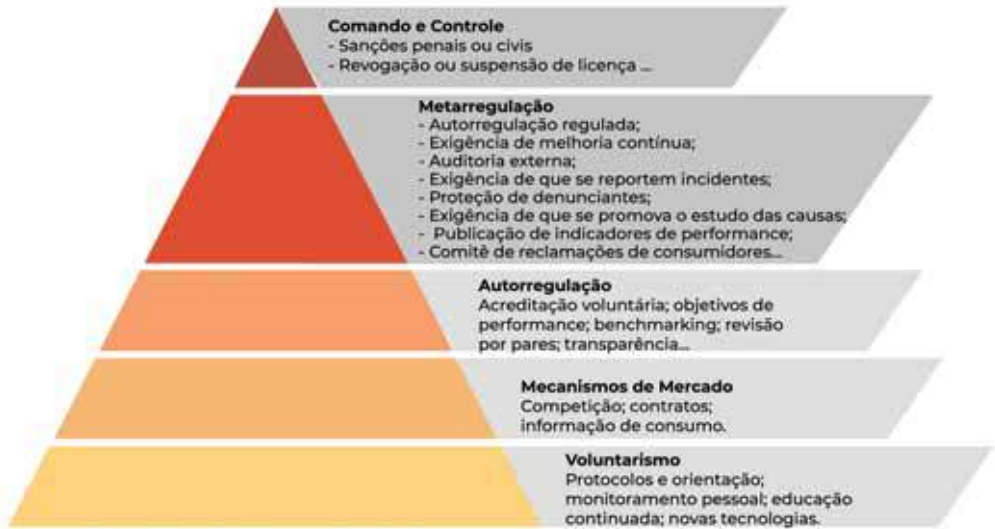 Comando e Controle
- Sanções penais ou civis
- Revogação ou suspensão de licença ...
Metarregulação
- Autorregulação regulada;
- Exigência de melhoria contínua;
- Auditoria externa;
- Exigência de que se reportem incidentes;
- Proteção de denunciantes;
- Exigência de que se promova o estudo das causas;
- Publicação de indicadores de performance;
- Comitê de reclamações de consumidores...
Autorregulação
Acreditação voluntária; objetivos de
performance; benchmarking; revisão
por pares; transparência...
Mecanismos de Mercado
Competição; contratos;
informação de consumo.
Voluntarismo
Protocolos e orientação;
monitoramento pessoal; educação
continuada; novas tecnologias.